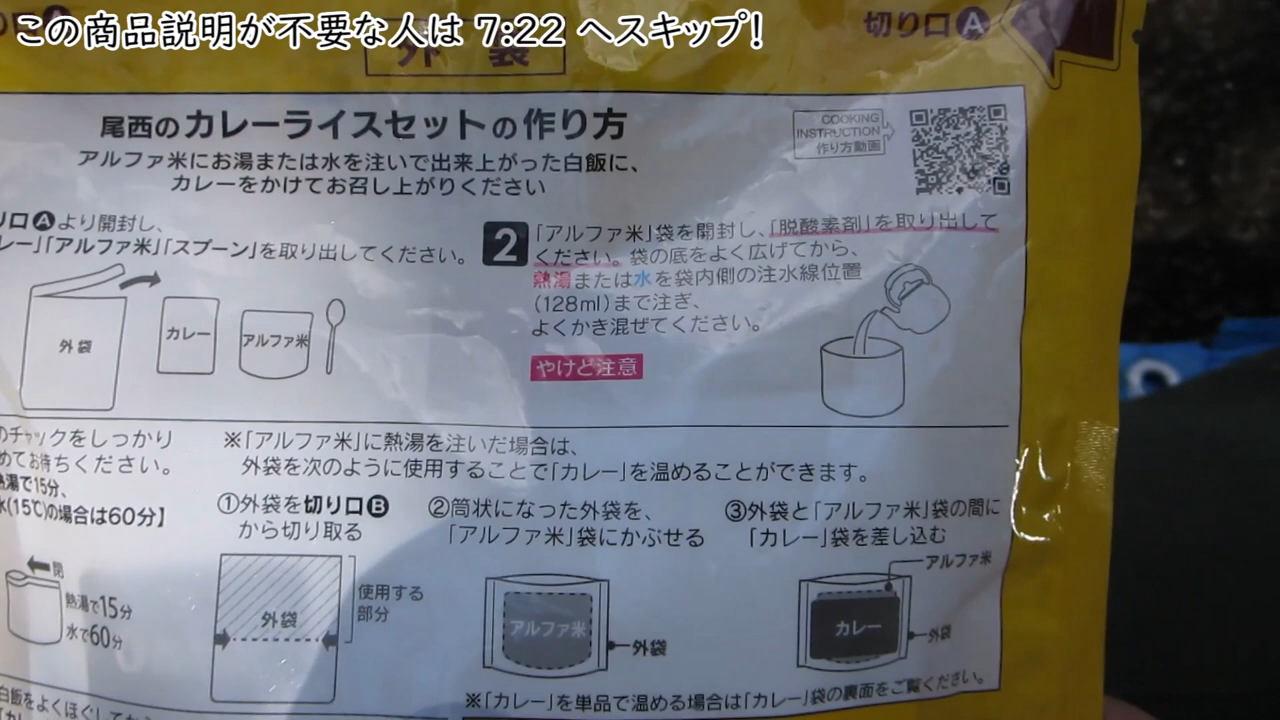 この商品説明が不要な人は 7:22 へスキップ!
外 袋
切り口A
尾西のカレーライスセットの作り方
アルファ米にお湯または水を注いで出来上がった白飯に、
カレーをかけてお召し上がりください
COOKING
INSTRUCTION
作り方動画
口Aより開封し、
レー」「アルファ米」「スプーン」を取り出してください。
外袋
カレー
アルファ米
2
「アルファ米」袋を開封し、「脱酸素剤」を取り出して
ください。袋の底をよく広げてから、
熱湯または水を袋内側の注水線位置
(128ml)まで注ぎ、
よくかき混ぜてください。
やけど注意
のチャックをしっかり
めてお待ちください。
熱湯で15分、
水(15℃)の場合は60分】
閉
熱湯で15分
水で60分
※「アルファ米」に熱湯を注いだ場合は、
外袋を次のように使用することで「カレー」を温めることができます。
①外袋を切り口B
から切り取る
外袋
使用する
部分
②筒状になった外袋を、
「アルファ米」袋にかぶせる
アルファ米
外袋
③外袋と「アルファ米」袋の間に
「カレー」袋を差し込む
アルファ米
カレー
外袋
※「カレー」を単品で温める場合は「カレー」袋の裏面をご覧ください。
白飯をよくほぐしてから